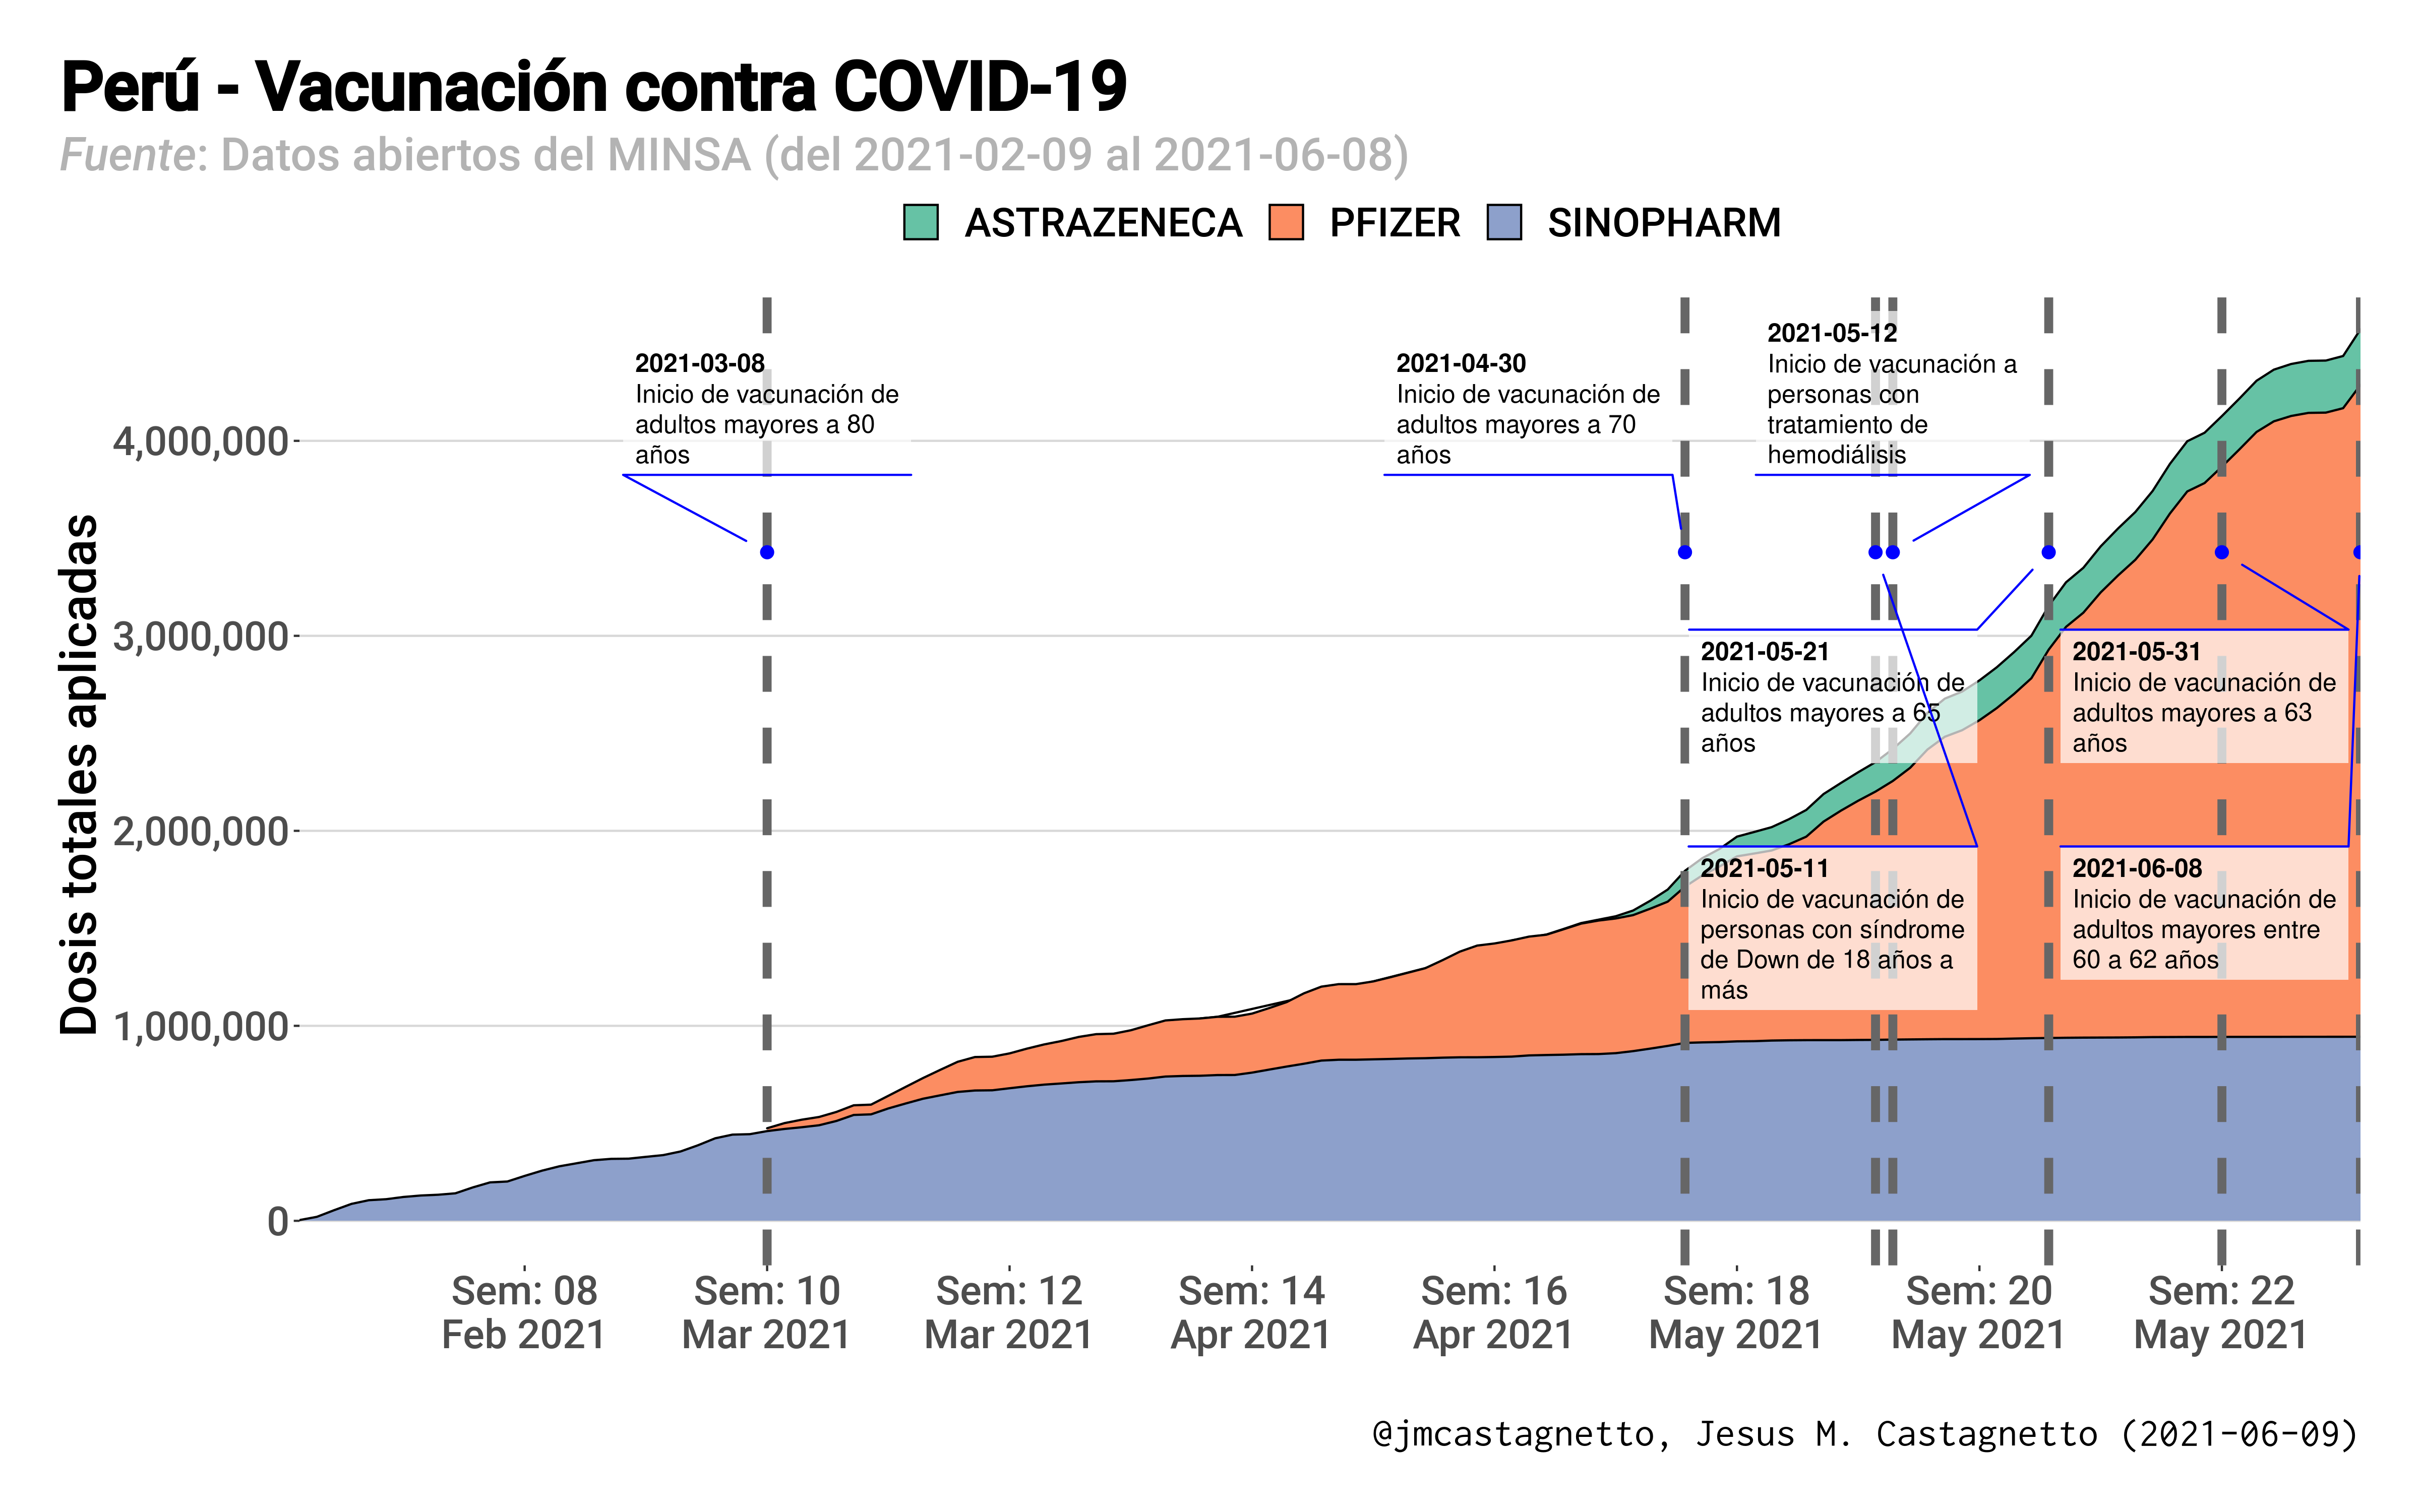 Perú - Vacunación contra COVID-19
Fuente: Datos abiertos del MINSA (del 2021-02-09 al 2021-06-08)
ASTRAZENECA PFIZER SINOPHARM
Dosis totales aplicadas
4,000,000
3,000,000
2,000,000
1,000,000
0
2021-03-08
Inicio de vacunación de
adultos mayores a 80
años
2021-04-30
Inicio de vacunación de
adultos mayores a 70
años
2021-05-12
Inicio de vacunación a
personas con
tratamiento de
hemodiálisis
2021-05-21
Inicio de vacunación de
adultos mayores a 65
años
2021-05-31
Inicio de vacunación de
adultos mayores a 63
años
2021-05-11
Inicio de vacunación de
personas con síndrome
de Down de 18 años a
más
2021-06-08
Inicio de vacunación de
adultos mayores entre
60 a 62 años
Sem: 08
Feb 2021
Sem: 10
Mar 2021
Sem: 12
Mar 2021
Sem: 14
Apr 2021
Sem: 16
Apr 2021
Sem: 18
May 2021
Sem: 20
May 2021
Sem: 22
May 2021
@jmcastagnetto, Jesus M. Castagnetto (2021-06-09)